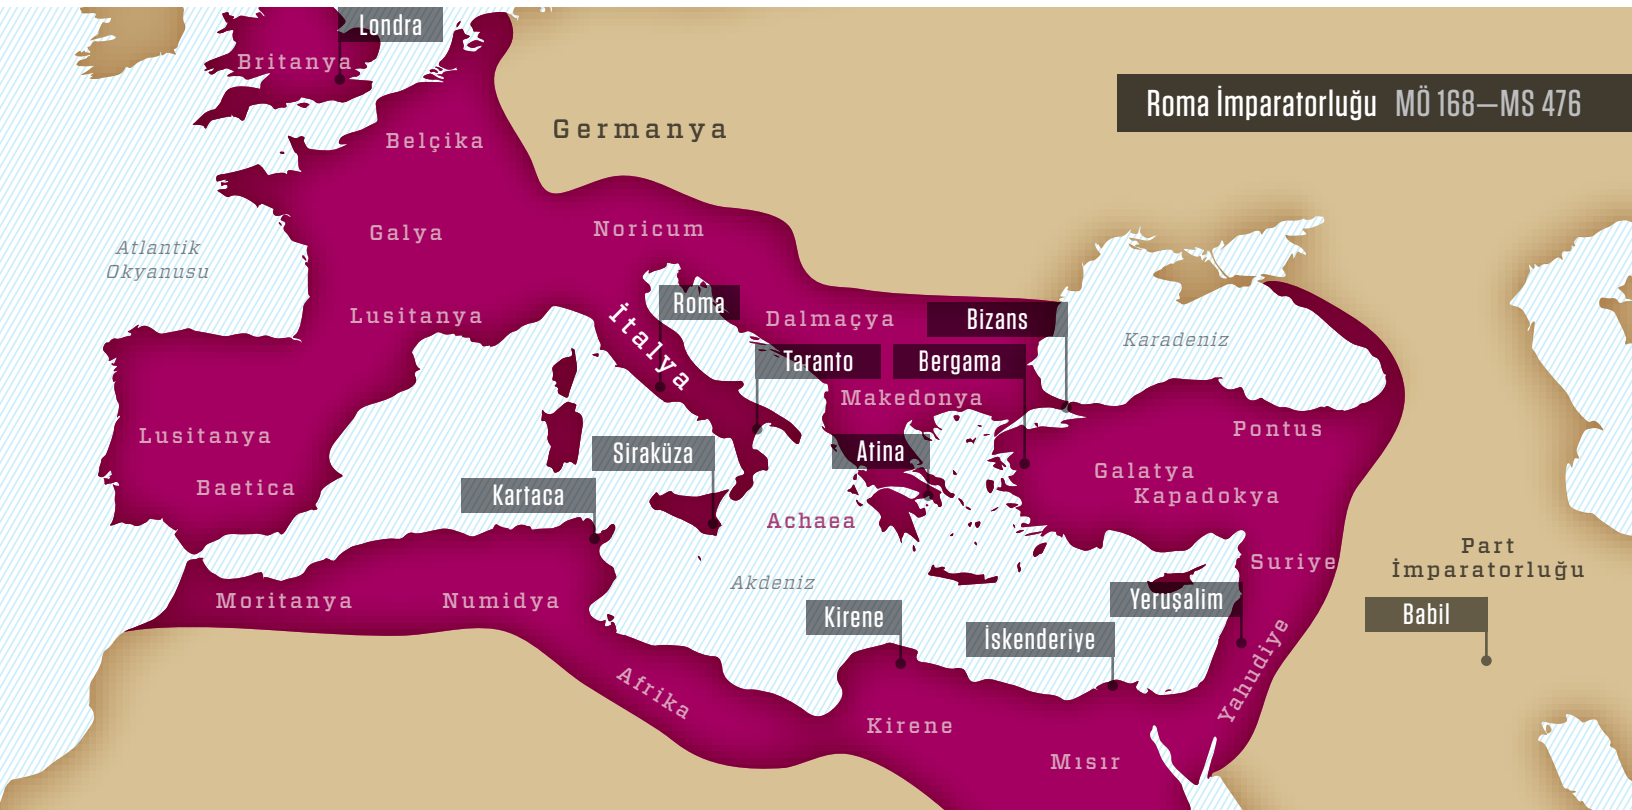 Londra
Britanya
Roma İmparatorluğu MÖ 168—MS 476
Germanya
Belçika
Galya
Noricum
Atlantik
Okyanusu
Roma
Lusitanya
İtalya
Dalmaçya
Bizans
Karadeniz
Taranto
Bergama
Makedonya
Lusitanya
Pontus
Siraküza
Atina
Galatya
Kapadokya
Baetica
Kartaca
Achaea
Part
İmparatorluğu
Suriye
Akdeniz
Moritanya
Numidya
Yeruşalim
Kirene
Babil
İskenderiye
Yahudiye
Afrika
Kirene
Mısır